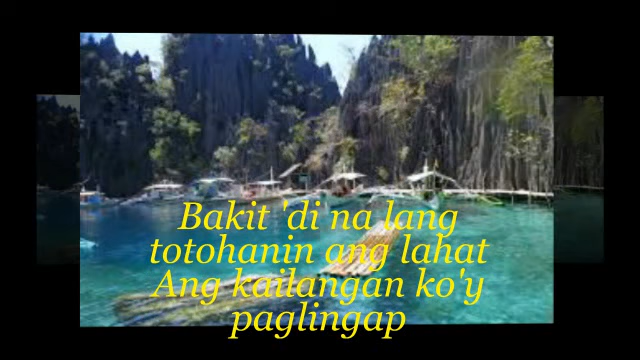 Bakit 'di na lang
totohanin ang lahat
Ang kailangan ko'y
paglingap